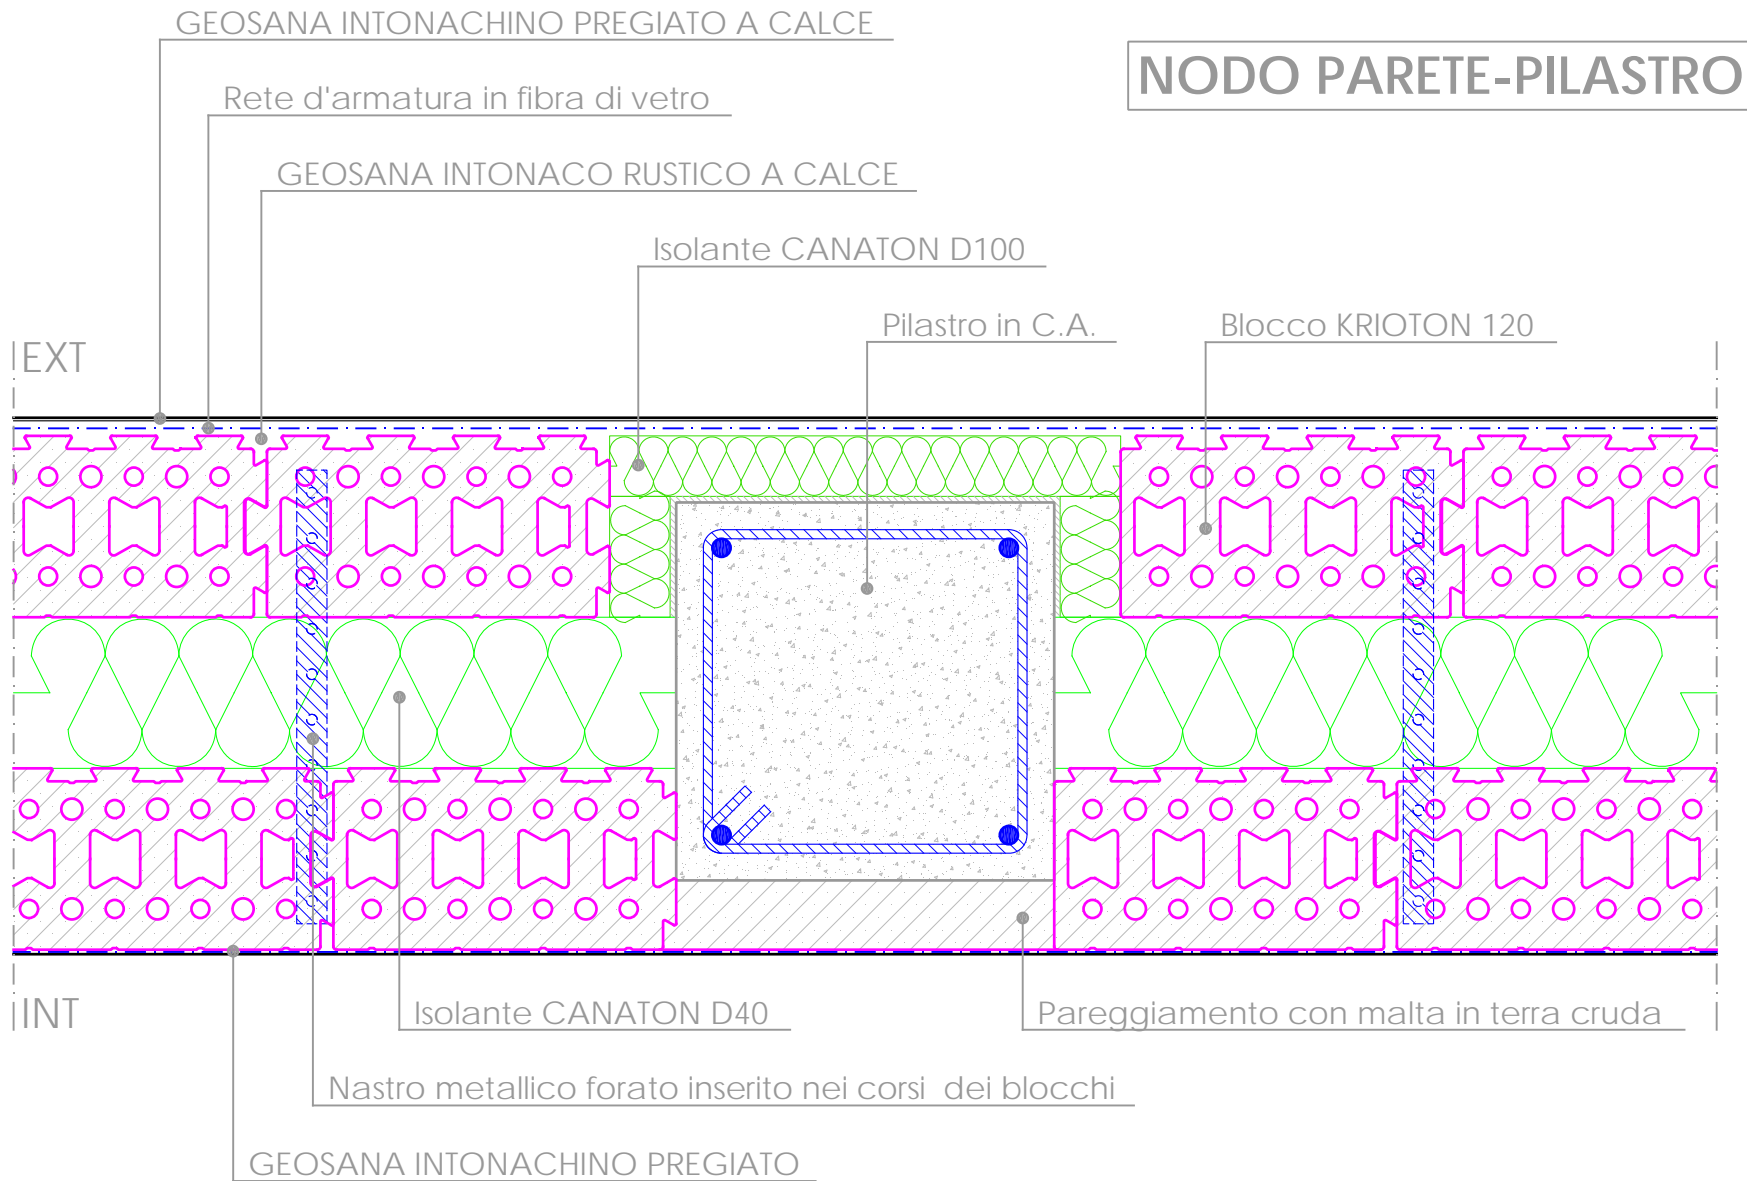 GEOSANA INTONACHINO PREGIATO A CALCE
NODO PARETE-PILASTRO
Rete d'armatura in fibra di vetro
GEOSANA INTONACO RUSTICO A CALCE
Isolante CANATON D100
Pilastro in C.A.
Blocco KRIOTON 120
EXT
INT
Isolante CANATON D40
Pareggiamento con malta in terra cruda
Nastro metallico forato inserito nei corsi dei blocchi
GEOSANA INTONACHINO PREGIATO